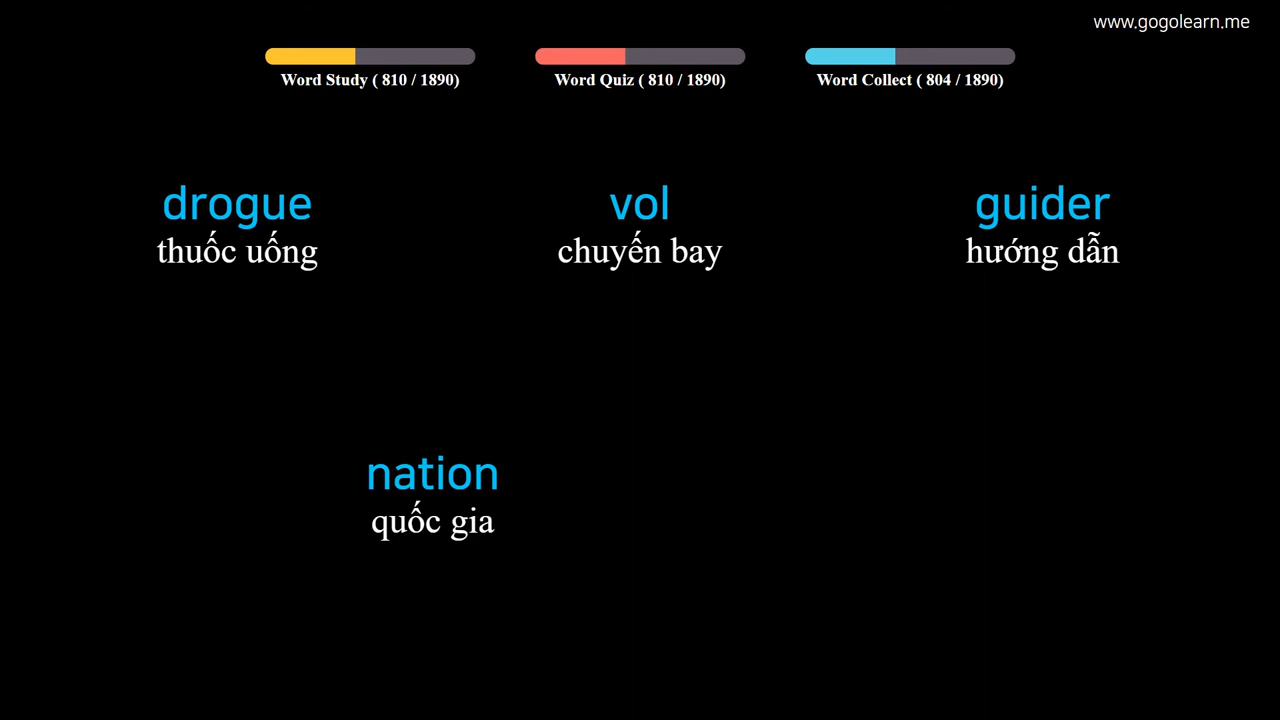 www.gogolearn.me
Word Study ( 810 / 1890)
Word Quiz ( 810 / 1890)
Word Collect ( 804 / 1890)
drogue
thuốc uống
vol
chuyến bay
guider
hướng dẫn
nation
quốc gia